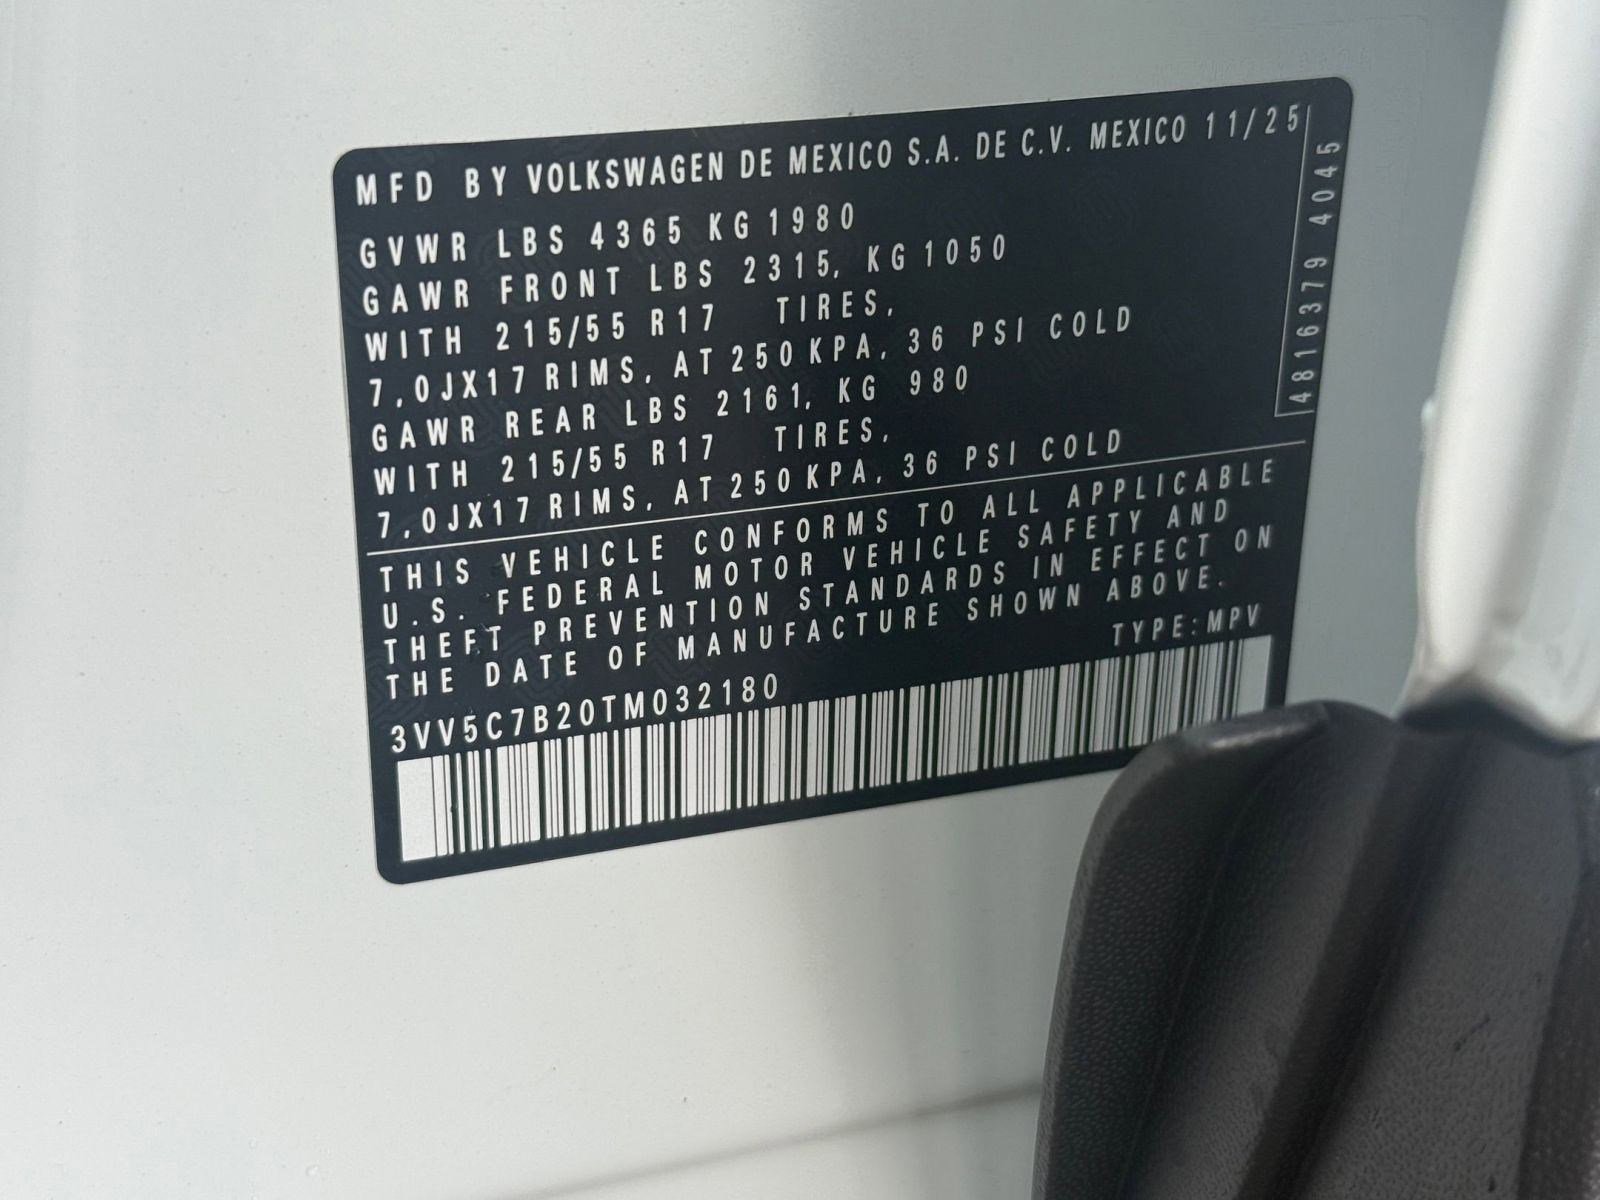 MFD BY VOLKSWAGEN DE MEXICO S.A. DE C.V. MEXICO 11/25
GVWR LBS 4365 KG 1980
GAWR FRONT LBS 2315, KG 1050
WITH 215/55 R17 TIRES,
7,0JX17 RIMS, AT 250 KPA, 36 PSI COLD
GAWR REAR LBS 2161, KG 980
WITH 215/55 R17 TIRES,
7,0JX17 RIMS, AT 250 KPA, 36 PSI COLD
4816379 4045
THIS VEHICLE CONFORMS TO ALL APPLICABLE
U.S. FEDERAL MOTOR VEHICLE SAFETY AND
THEFT PREVENTION STANDARDS IN EFFECT ON
THE DATE OF MANUFACTURE SHOWN ABOVE.
TYPE:MPV
3VV5C7B20TM032180